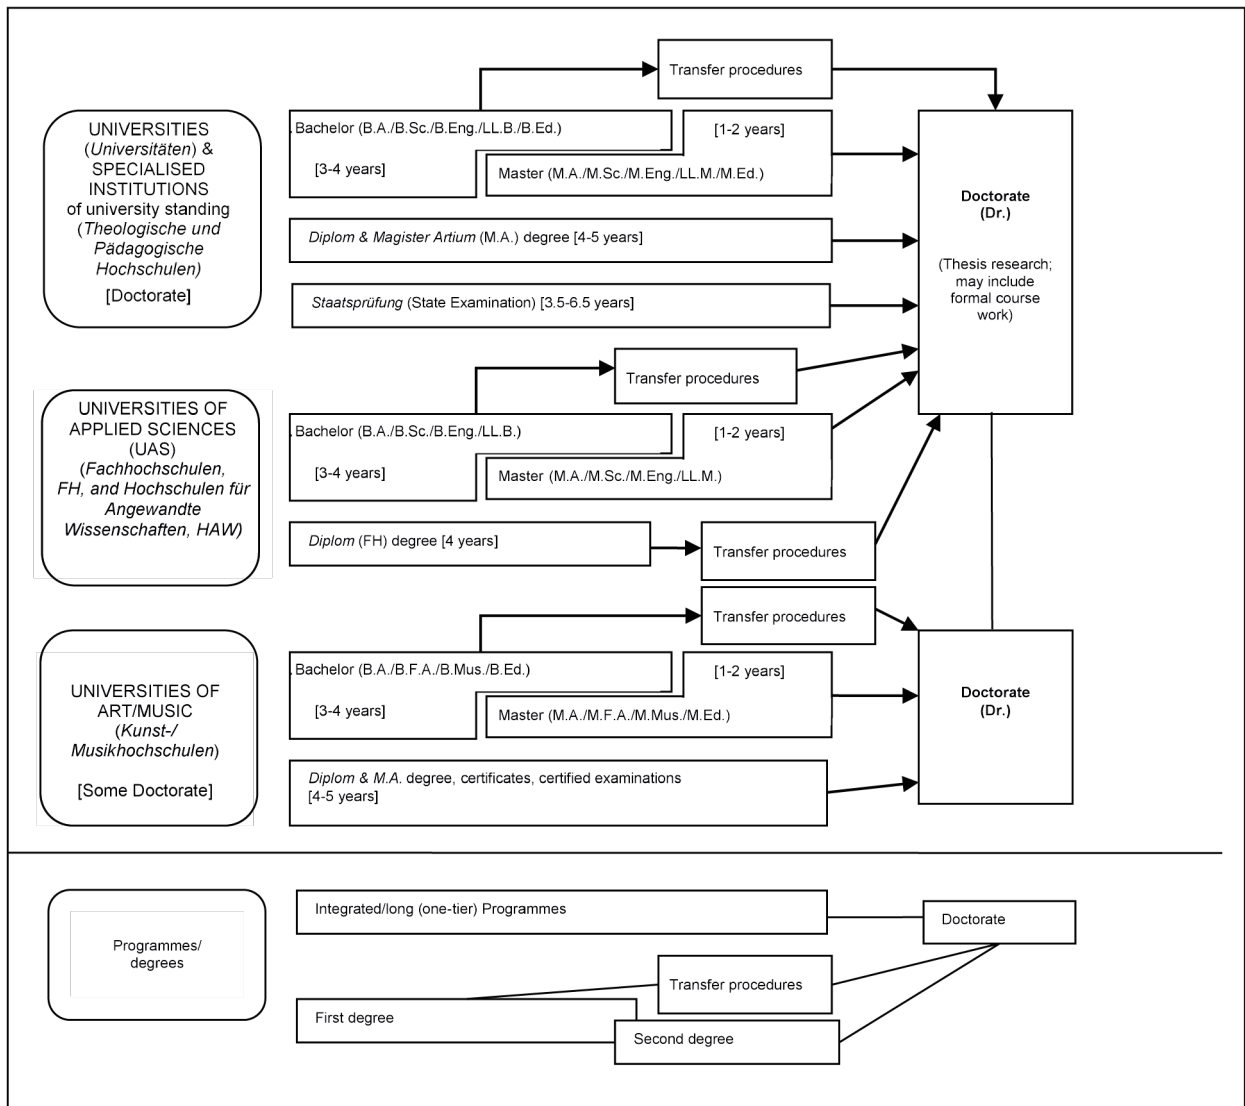 Transfer procedures
UNIVERSITIES
(Universitäten) &
SPECIALISED
INSTITUTIONS
of university standing
(Theologische und
Pädagogische
Hochschulen)
[Doctorate]
. Bachelor (B.A./B.Sc./B.Eng./LL.B./B.Ed.)
[1-2 years]
[3-4 years]
Master (M.A./M.Sc./M.Eng./LL.M./M.Ed.)
Diplom & Magister Artium (M.A.) degree [4-5 years]
Staatsprüfung (State Examination) [3.5-6.5 years]
Doctorate
(Dr.)
(Thesis research;
may include
formal course
work)
Transfer procedures
UNIVERSITIES OF
APPLIED SCIENCES
(UAS)
(Fachhochschulen,
FH, and Hochschulen für
Angewandte
Wissenschaften, HAW)
. Bachelor (B.A./B.Sc./B.Eng./LL.B.)
[1-2 years]
[3-4 years]
Master (M.A./M.Sc./M.Eng./LL.M.)
Diplom (FH) degree [4 years]
Transfer procedures
Transfer procedures
UNIVERSITIES OF
ART/MUSIC
(Kunst-/
Musikhochschulen)
[Some Doctorate]
. Bachelor (B.A./B.F.A./B.Mus./B.Ed.)
[1-2 years]
[3-4 years]
Master (M.A./M.F.A./M.Mus./M.Ed.)
Diplom & M.A. degree, certificates, certified examinations
[4-5 years]
Doctorate
(Dr.)
Programmes/
degrees
Integrated/long (one-tier) Programmes
Doctorate
Transfer procedures
First degree
Second degree